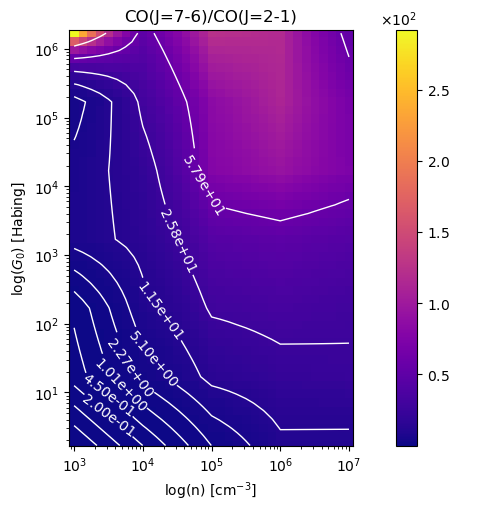 CO(J=7-6)/CO(J=2-1)
×10²
10⁶
10⁵
10⁴
10³
10²
10¹
log(G₀) [Habing]
5.79e+01
2.58e+01
1.15e+01
5.10e+00
2.27e+00
1.01e+00
4.50e-01
2.00e-01
10³
10⁴
10⁵
10⁶
10⁷
log(n) [cm⁻³]
2.5
2.0
1.5
1.0
0.5